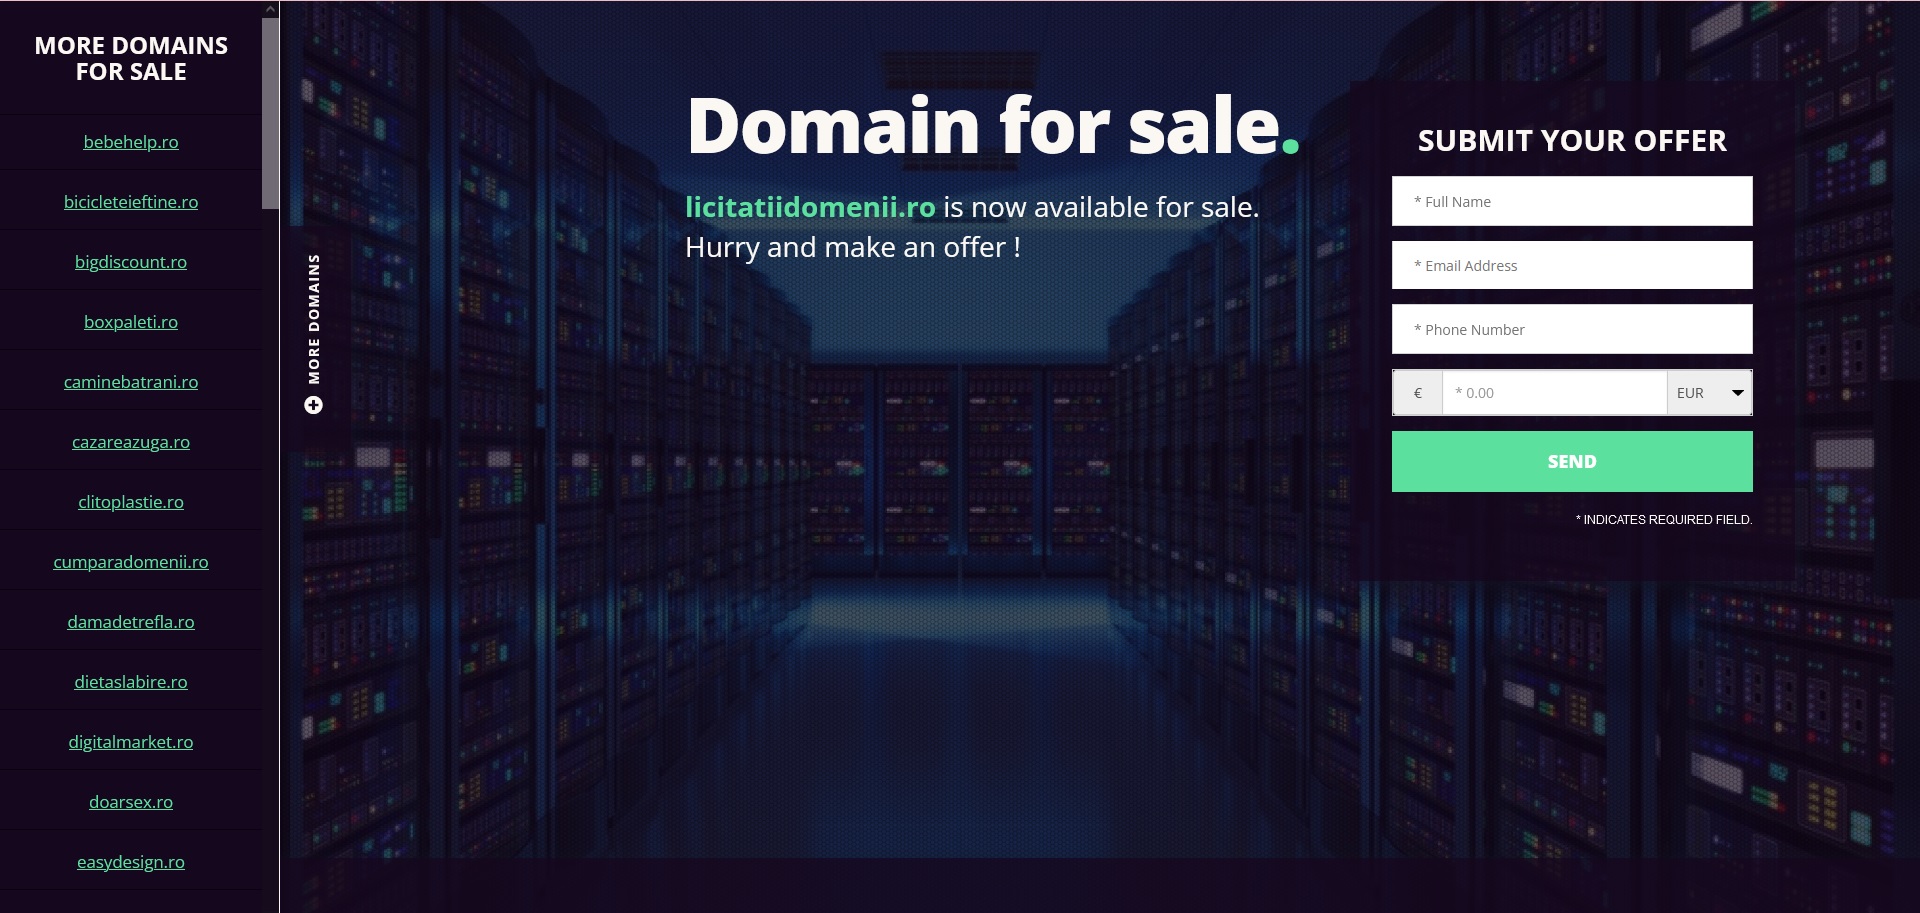 MORE DOMAINS
FOR SALE
bebehelp.ro
bicicleteieftine.ro
bigdiscount.ro
boxpaleti.ro
caminebatrani.ro
cazareazuga.ro
clitoplastie.ro
cumparadomenii.ro
damadetrefla.ro
dietaslabire.ro
digitalmarket.ro
doarsex.ro
easydesign.ro
MORE DOMAINS
Domain for sale.
licitatiidomenii.ro is now available for sale.
Hurry and make an offer !
SUBMIT YOUR OFFER
* Full Name
* Email Address
* Phone Number
€ * 0.00 EUR
SEND
* INDICATES REQUIRED FIELD.